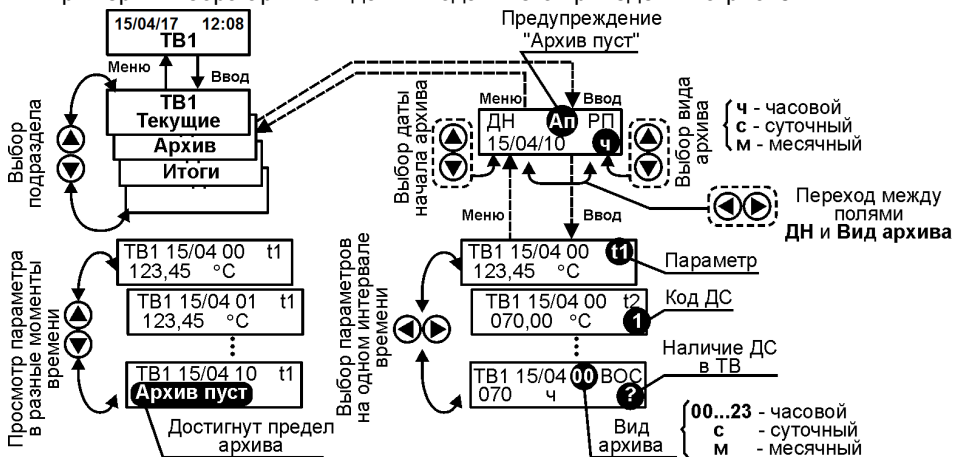 15/04/17 12:08
ТВ1
Меню
Ввод
ТВ1
Текущие
Архив
Итоги
Выбор
подраздела
Предупреждение
"Архив пуст"
Меню
Ввод
ДН Ап РП
15/04/10 ч
Выбор даты
начала архива
Выбор вида
архива
ч - часовой
с - суточный
м - месячный
Переход между
полями
ДН и Вид архива
Меню
Ввод
Просмотр параметра
в разные моменты
времени
ТВ1 15/04 00 t1
123,45 °C
ТВ1 15/04 01 t1
123,45 °C
ТВ1 15/04 10 t1
Архив пуст
Достигнут предел
архива
Выбор параметров
на одном интервале
времени
ТВ1 15/04 00 t1
123,45 °C
Параметр
ТВ1 15/04 00 t2
070,00 °C 1
Код ДС
Наличие ДС
в ТВ
ТВ1 15/04 00 ВОС
070 ч ?
Вид
архива
00...23 - часовой
с - суточный
м - месячный